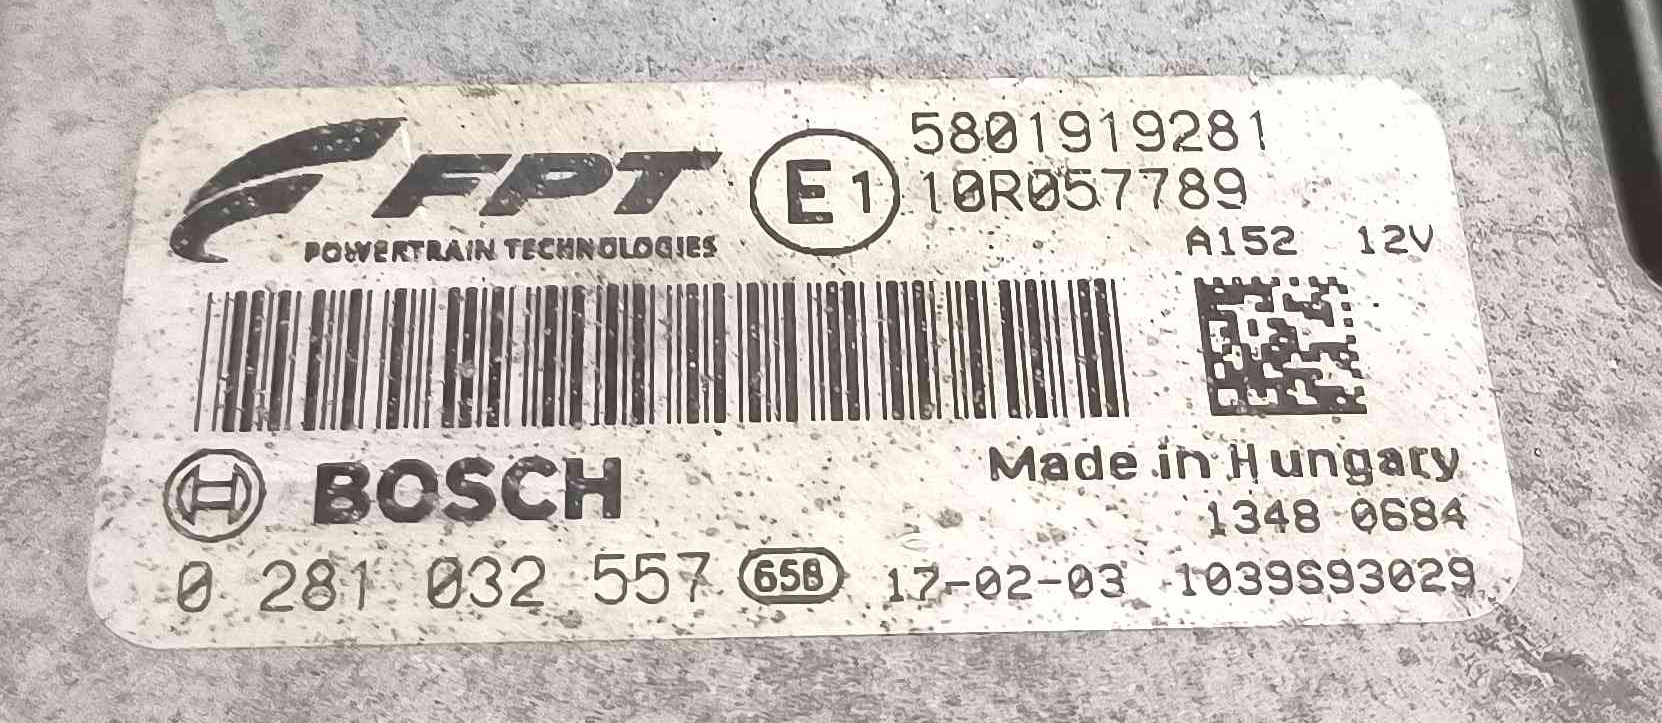 FPT
POWERTRAIN TECHNOLOGIES
E1
5801919281
10R057789
A152 12V
BOSCH
Made in Hungary
1348 0684
0 281 032 557 658 17-02-03 1039S93029